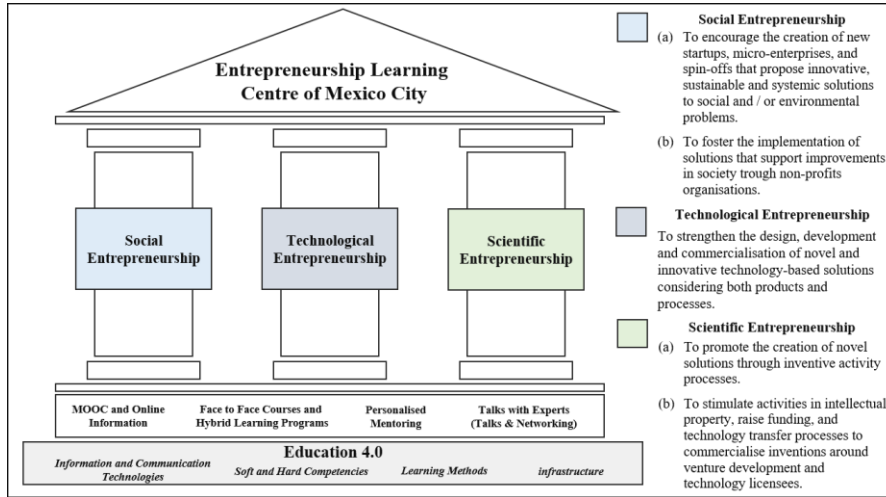 Entrepreneurship Learning
Centre of Mexico City
Social
Entrepreneurship
Technological
Entrepreneurship
Scientific
Entrepreneurship
MOOC and Online
Information
Face to Face Courses and
Hybrid Learning Programs
Personalised
Mentoring
Talks with Experts
(Talks & Networking)
Education 4.0
Information and Communication
Technologies
Soft and Hard Competencies
Learning Methods
infrastructure
Social Entrepreneurship
(a) To encourage the creation of new
startups, micro-enterprises, and
spin-offs that propose innovative,
sustainable and systemic solutions
to social and / or environmental
problems.
(b) To foster the implementation of
solutions that support improvements
in society trough non-profits
organisations.
Technological Entrepreneurship
To strengthen the design, development
and commercialisation of novel and
innovative technology-based solutions
considering both products and
processes.
Scientific Entrepreneurship
(a) To promote the creation of novel
solutions through inventive activity
processes.
(b) To stimulate activities in intellectual
property, raise funding, and
technology transfer processes to
commercialise inventions around
venture development and
technology licensees.